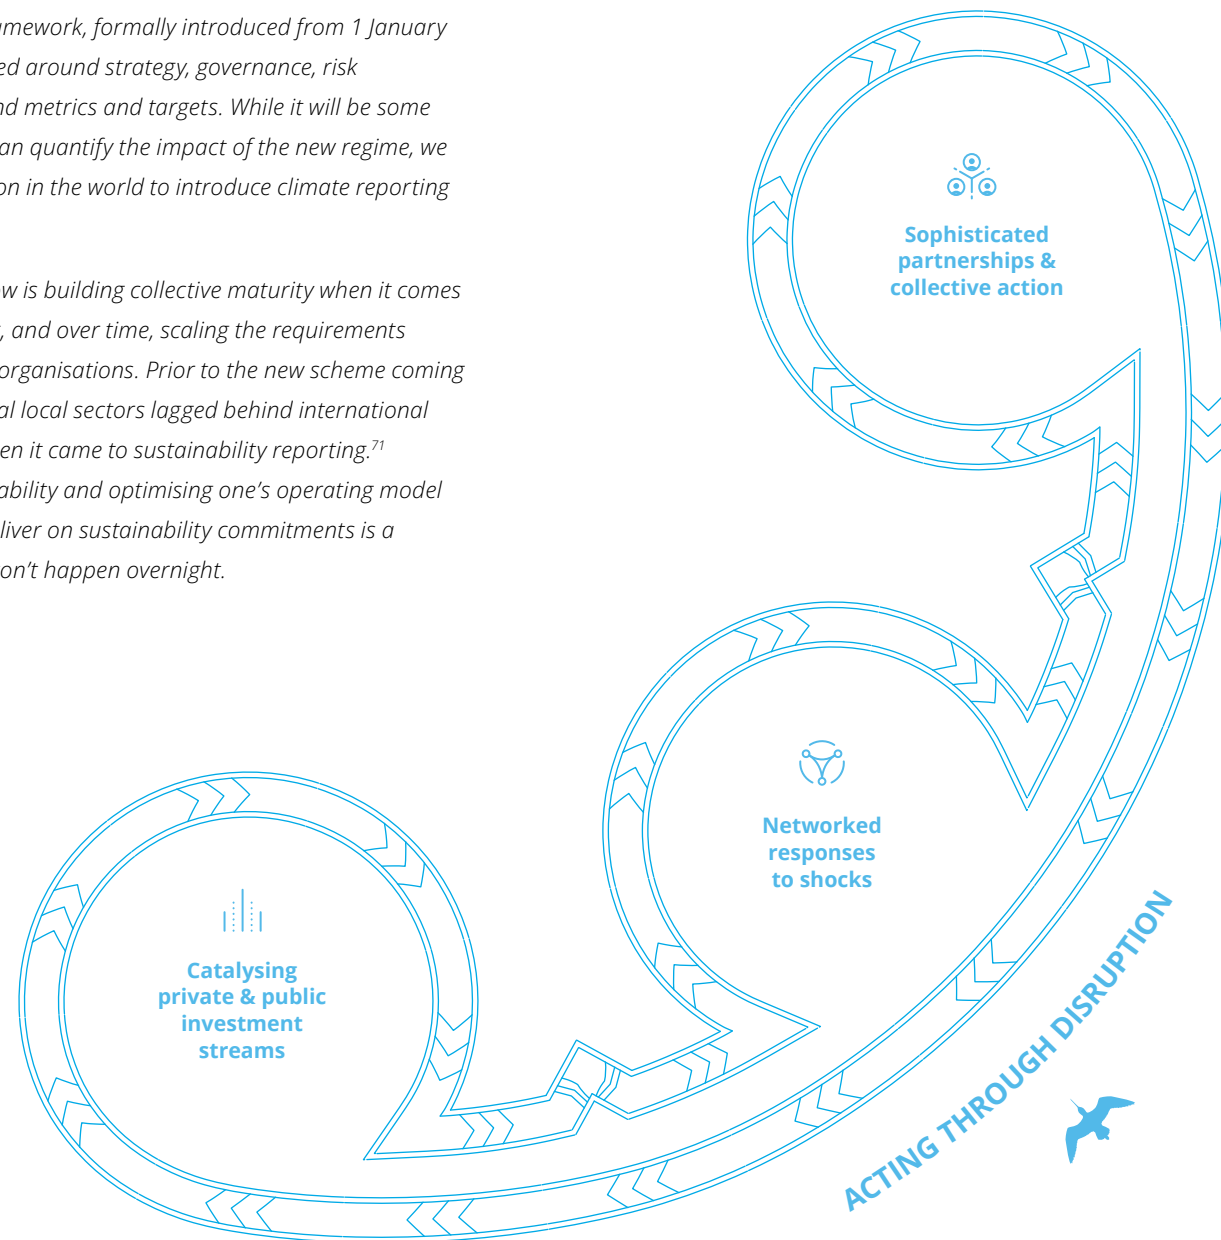 amework, formally introduced from 1 January
ed around strategy, governance, risk
nd metrics and targets. While it will be some
an quantify the impact of the new regime, we
on in the world to introduce climate reporting
w is building collective maturity when it comes
, and over time, scaling the requirements
organisations. Prior to the new scheme coming
al local sectors lagged behind international
en it came to sustainability reporting.71
ability and optimising one’s operating model
liver on sustainability commitments is a
on’t happen overnight.
Sophisticated
partnerships &
collective action
Networked
responses
to shocks
Catalysing
private & public
investment
streams
ACTING THROUGH DISRUPTION